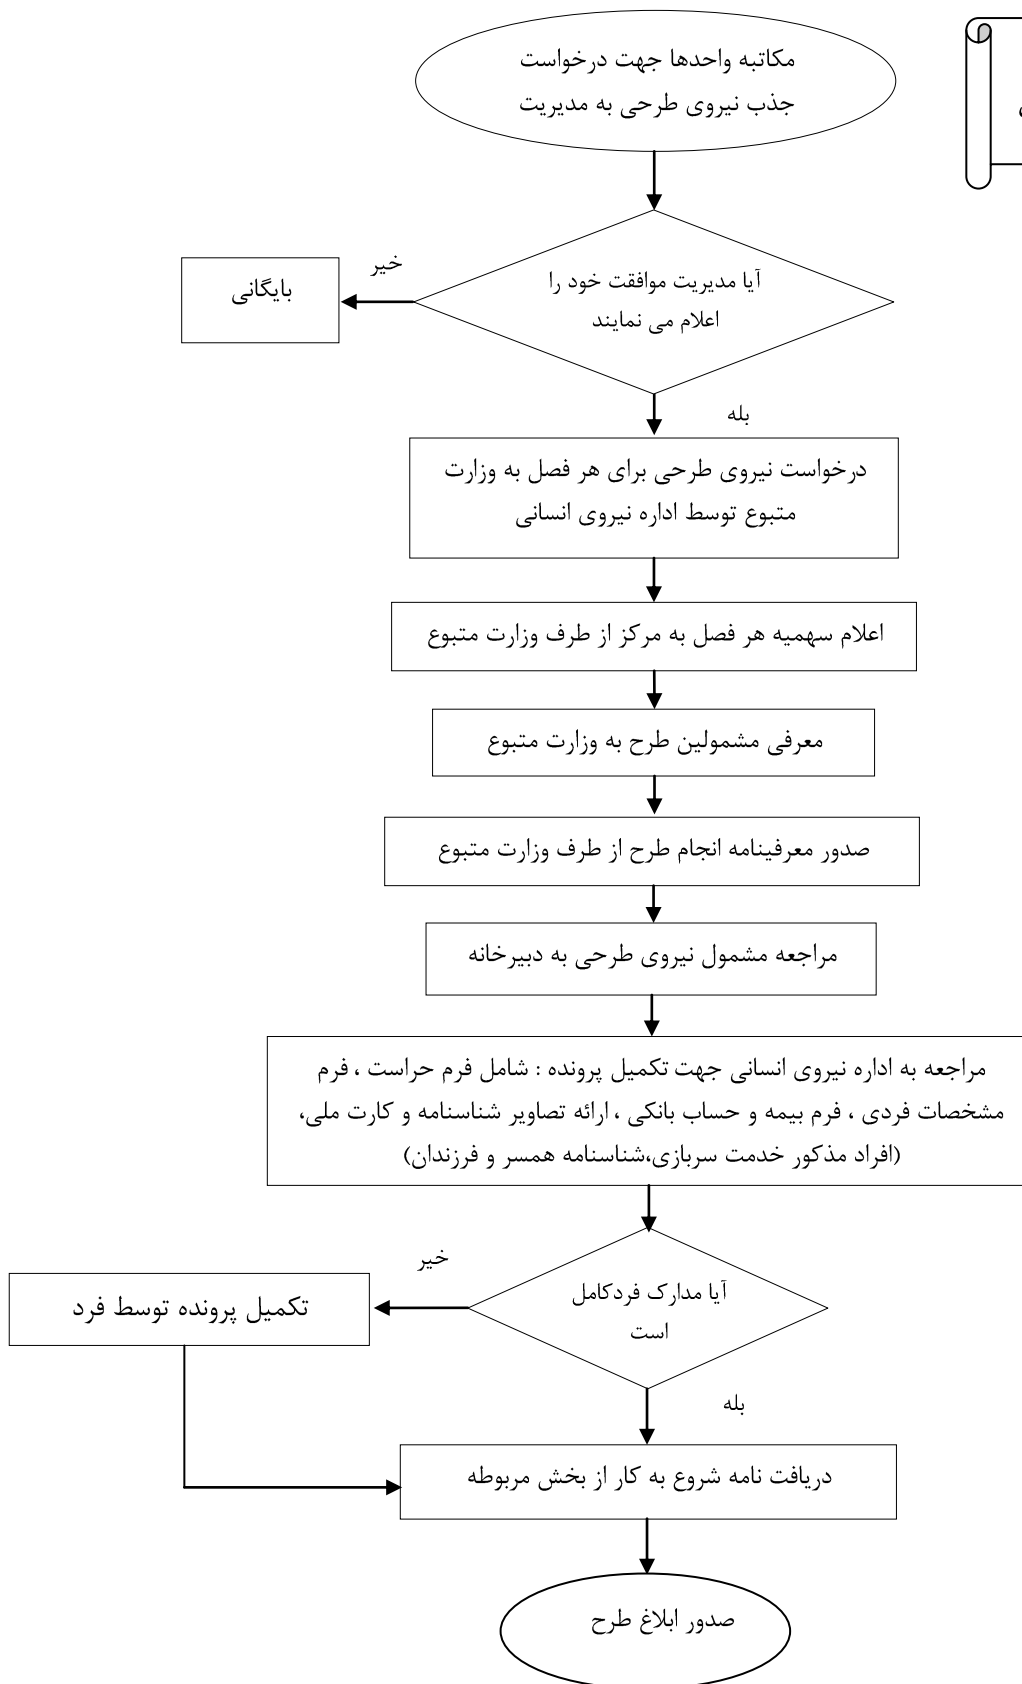 مکاتبه واحدها جهت درخواست
جذب نیروی طرحی به مدیریت
آیا مدیریت موافقت خود را
اعلام می نمایند
خیر
بایگانی
بله
درخواست نیروی طرحی برای هر فصل به وزارت
متبوع توسط اداره نیروی انسانی
اعلام سهمیه هر فصل به مرکز از طرف وزارت متبوع
معرفی مشمولین طرح به وزارت متبوع
صدور معرفینامه انجام طرح از طرف وزارت متبوع
مراجعه مشمول نیروی طرحی به دبیرخانه
مراجعه به اداره نیروی انسانی جهت تکمیل پرونده : شامل فرم حراست ، فرم
مشخصات فردی ، فرم بیمه و حساب بانکی ، ارائه تصاویر شناسنامه و کارت ملی،
(افراد مذکور خدمت سربازی،شناسنامه همسر و فرزندان)
آیا مدارک فردکامل
است
خیر
تکمیل پرونده توسط فرد
بله
دریافت نامه شروع به کار از بخش مربوطه
صدور ابلاغ طرح